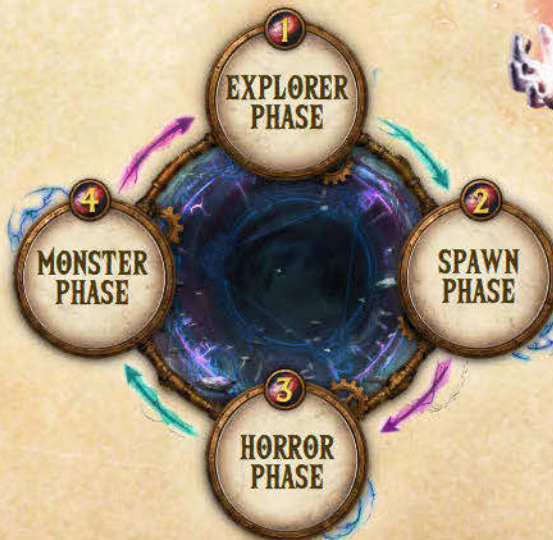 1
EXPLORER
PHASE
2
SPAWN
PHASE
3
HORROR
PHASE
4
MONSTER
PHASE